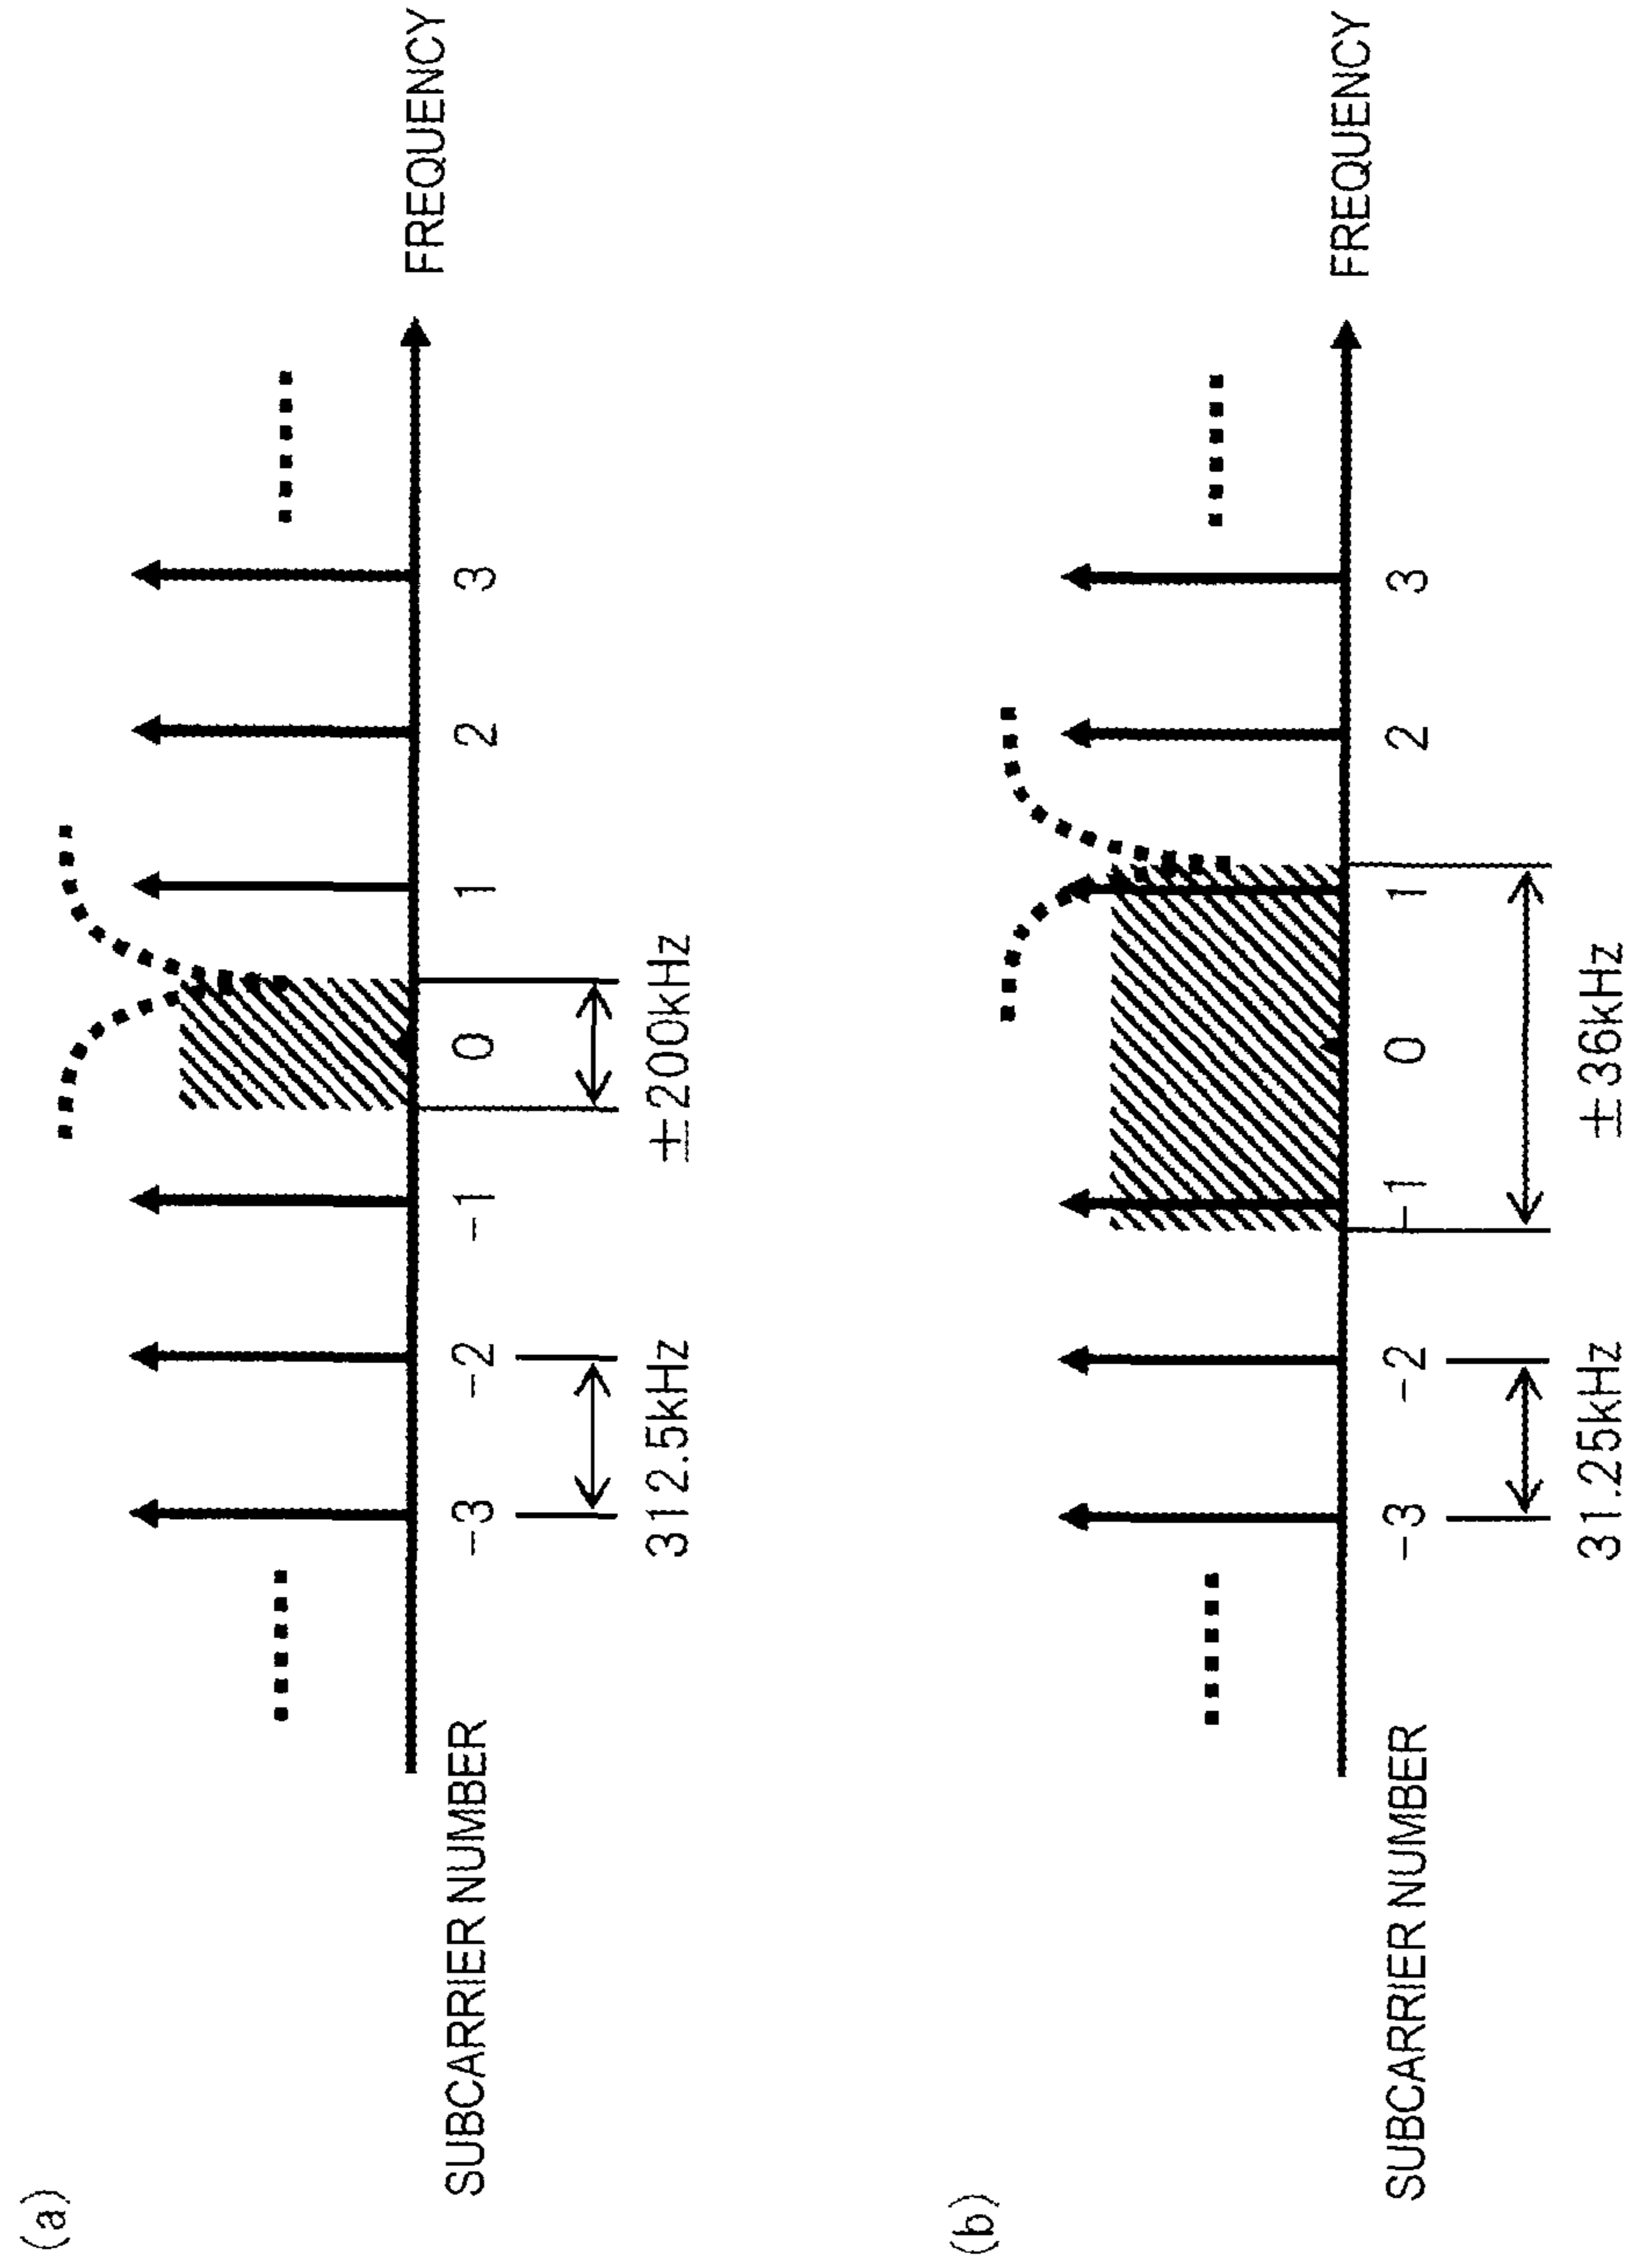 (a)
FREQUENCY
SUBCARRIER NUMBER
-3 -2 -1 0 1 2 3
312.5kHz
±200kHz
(b)
FREQUENCY
SUBCARRIER NUMBER
-3 -2 -1 0 1 2 3
31.25kHz
±36kHz